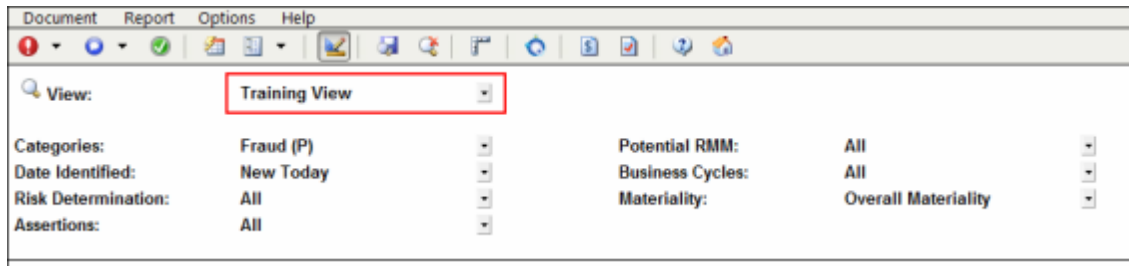 Document Report Options Help
View: Training View
Categories: Fraud (P) Potential RMM: All
Date Identified: New Today Business Cycles: All
Risk Determination: All Materiality: Overall Materiality
Assertions: All